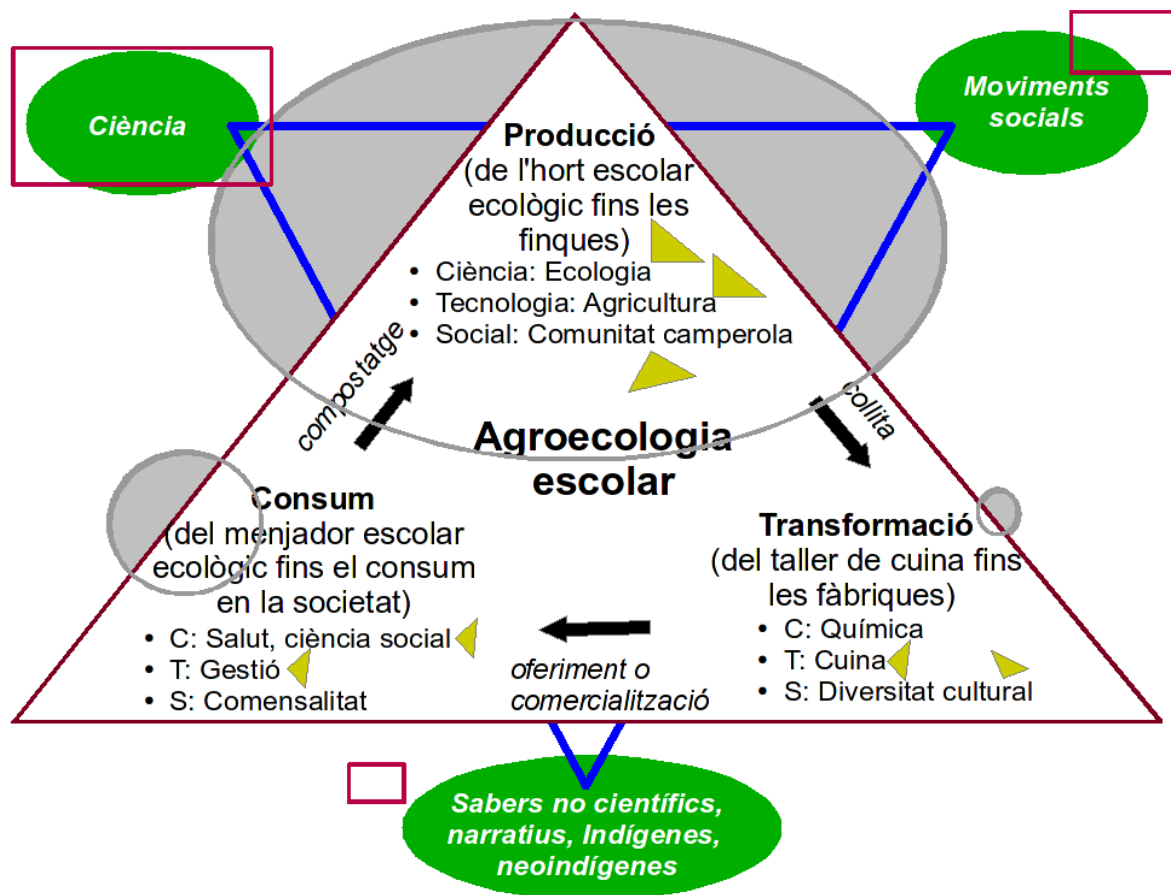 Ciència
Moviments
socials
Producció
(de l'hort escolar
ecològic fins les
finques)
• Ciència: Ecologia
• Tecnologia: Agricultura
• Social: Comunitat camperola
compostatge
collita
Agroecologia
escolar
Consum
(del menjador escolar
ecològic fins el consum
en la societat)
• C: Salut, ciència social
• T: Gestió
• S: Comensalitat
Transformació
(del taller de cuina fins
les fàbriques)
• C: Química
• T: Cuina
• S: Diversitat cultural
oferiment o
comercialització
Sabers no científics,
narratius, Indígenes,
neoindígenes